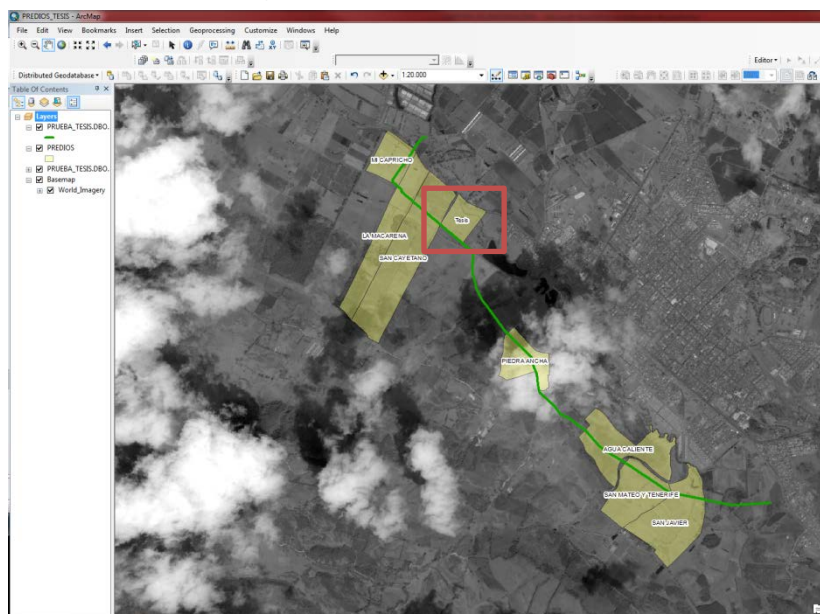 PREDIOS_TESIS - ArcMap
File Edit View Bookmarks Insert Selection Geoprocessing Customize Windows Help
Editor
Distributed Geodatabase
1:20.000
Table Of Contents
Layers
PRUEBA_TESIS.DBO.
PREDIOS
PRUEBA_TESIS.DBO.
Basemap
World_Imagery
MI CAPRICHO
Tesis
LA MACARENA
SAN CAYETANO
PIEDRA ANCHA
AGUA CALIENTE
SAN MATEO Y TENERIFE
SAN JAVIER